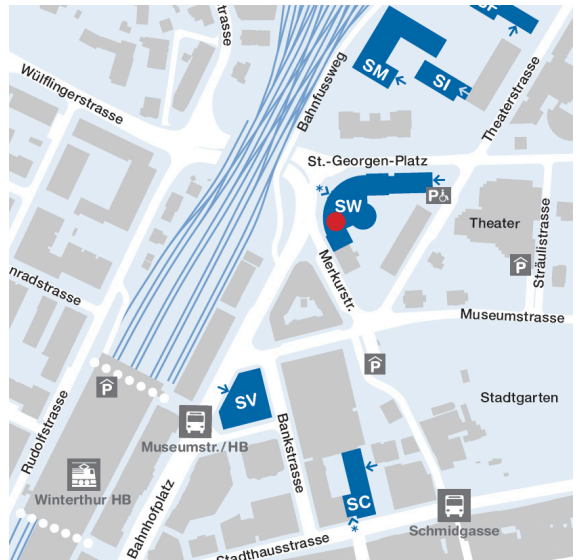 SM
SI
Wülflingerstrasse
Bahnfussweg
Theaterstrasse
St.-Georgen-Platz
*
P
SW
Theater
P
Sträulistrasse
nradstrasse
Merkurstr.
Museumstrasse
P
P
SV
Stadtgarten
Rudolfstrasse
Museumstr./HB
Bankstrasse
Winterthur HB
Bahnhofplatz
SC
*
Schmidgasse
Stadthausstrasse